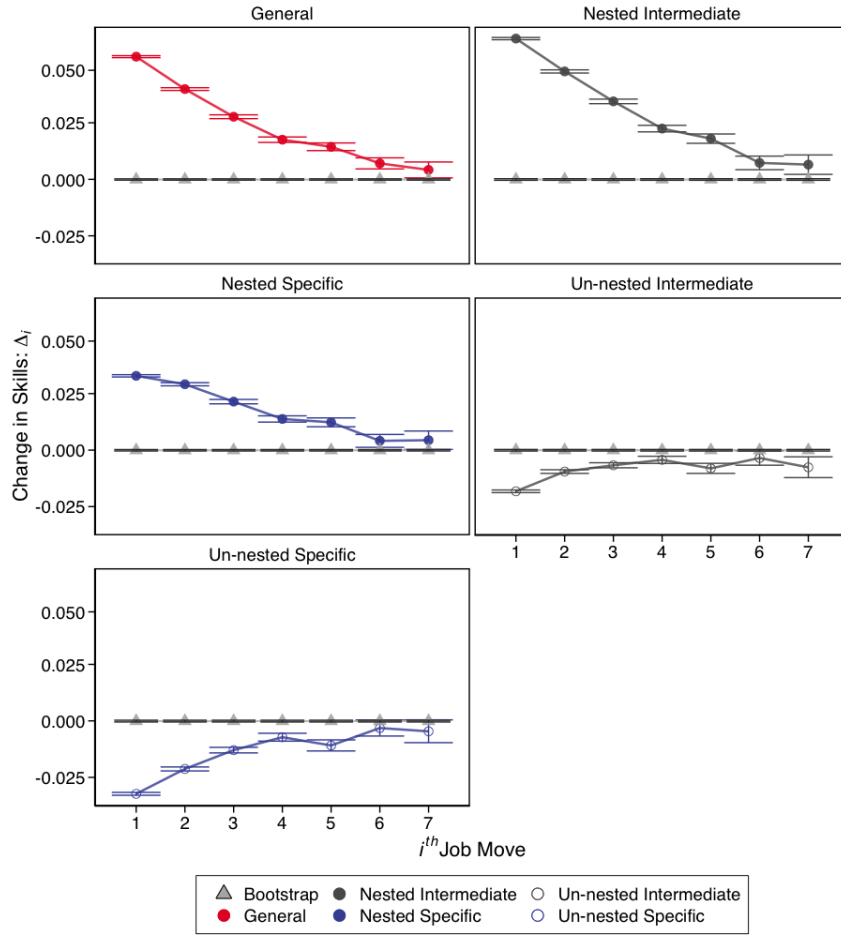 General
Nested Intermediate
0.050
0.025
0.000
-0.025
Nested Specific
Un-nested Intermediate
0.050
0.025
0.000
-0.025
1 2 3 4 5 6 7
Un-nested Specific
0.050
0.025
0.000
-0.025
1 2 3 4 5 6 7
Change in Skills: Δᵢ
iᵗʰ Job Move
Bootstrap
Nested Intermediate
Un-nested Intermediate
General
Nested Specific
Un-nested Specific